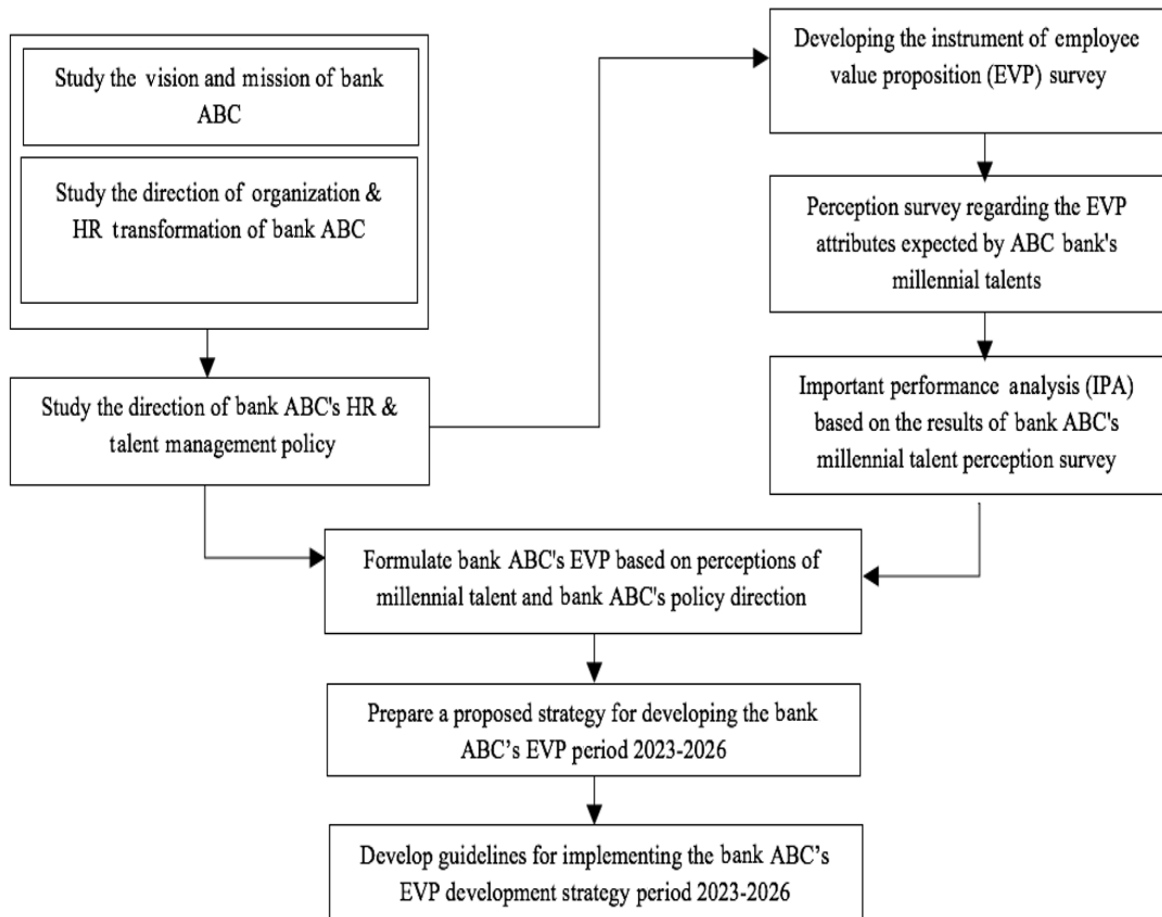 Study the vision and mission of bank
ABC
Study the direction of organization &
HR transformation of bank ABC
Study the direction of bank ABC's HR &
talent management policy
Developing the instrument of employee
value proposition (EVP) survey
Perception survey regarding the EVP
attributes expected by ABC bank's
millennial talents
Important performance analysis (IPA)
based on the results of bank ABC's
millennial talent perception survey
Formulate bank ABC's EVP based on perceptions of
millennial talent and bank ABC's policy direction
Prepare a proposed strategy for developing the bank
ABC’s EVP period 2023-2026
Develop guidelines for implementing the bank ABC’s
EVP development strategy period 2023-2026